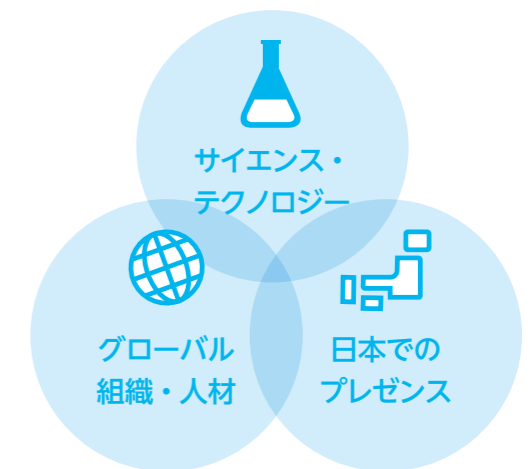 サイエンス・
テクノロジー
グローバル
組織・人材
日本での
プレゼンス